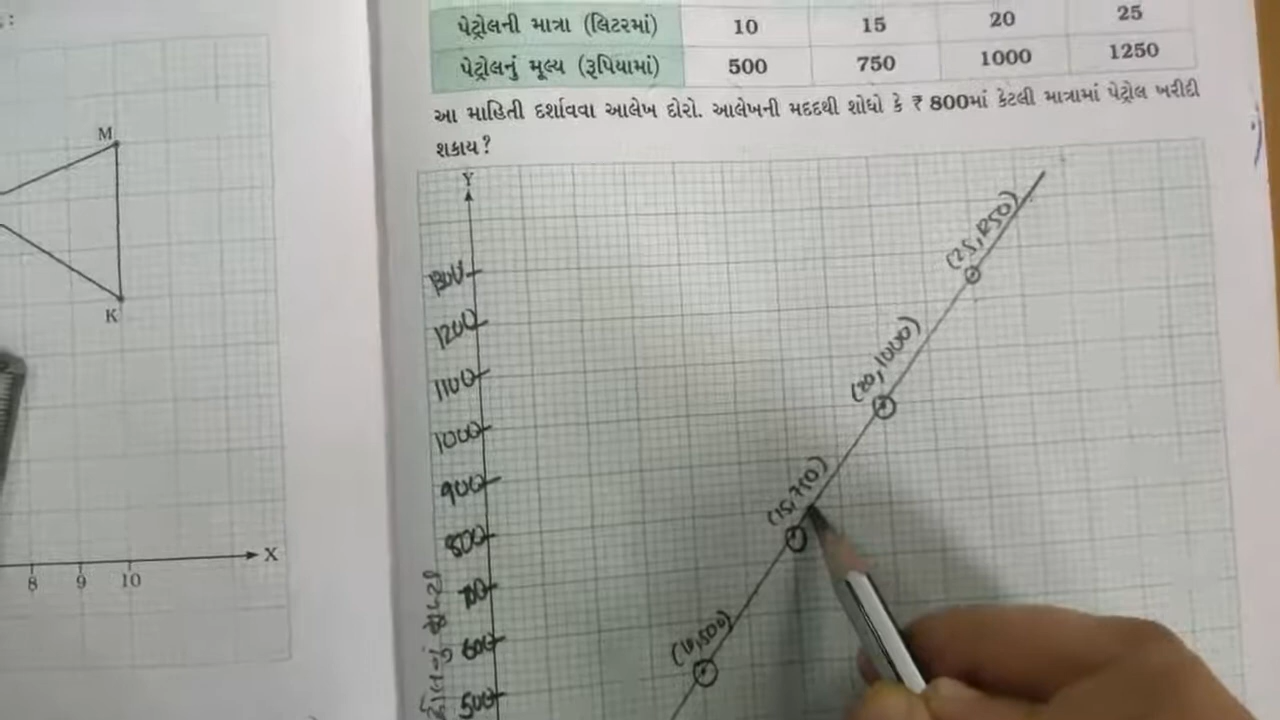 પેટ્રોલની માત્રા (લિટરમાં) 10 15 20 25
પેટ્રોલનું મૂલ્ય (રૂપિયામાં) 500 750 1000 1250
આ માહિતી દર્શાવવા આલેખ દોરો. આલેખની મદદથી શોધો કે ₹ 800માં કેટલી માત્રામાં પેટ્રોલ ખરીદી
શકાય ?
M
K
X
8 9 10
Y
1300
1200
1100
1000
900
800
700
600
500
(25, 1250)
(20, 1000)
(15, 750)
(10, 500)